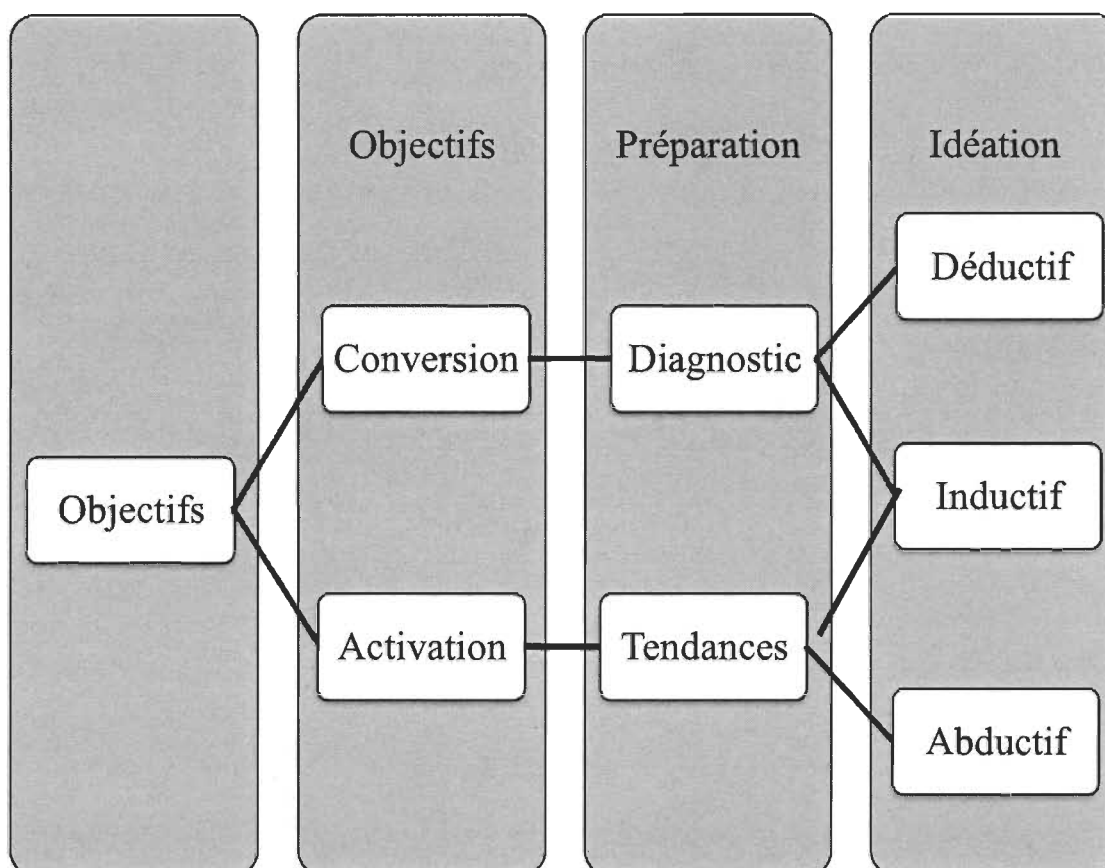 Objectifs
Préparation
Idéation
Déductif
Conversion
Diagnostic
Objectifs
Inductif
Activation
Tendances
Abductif